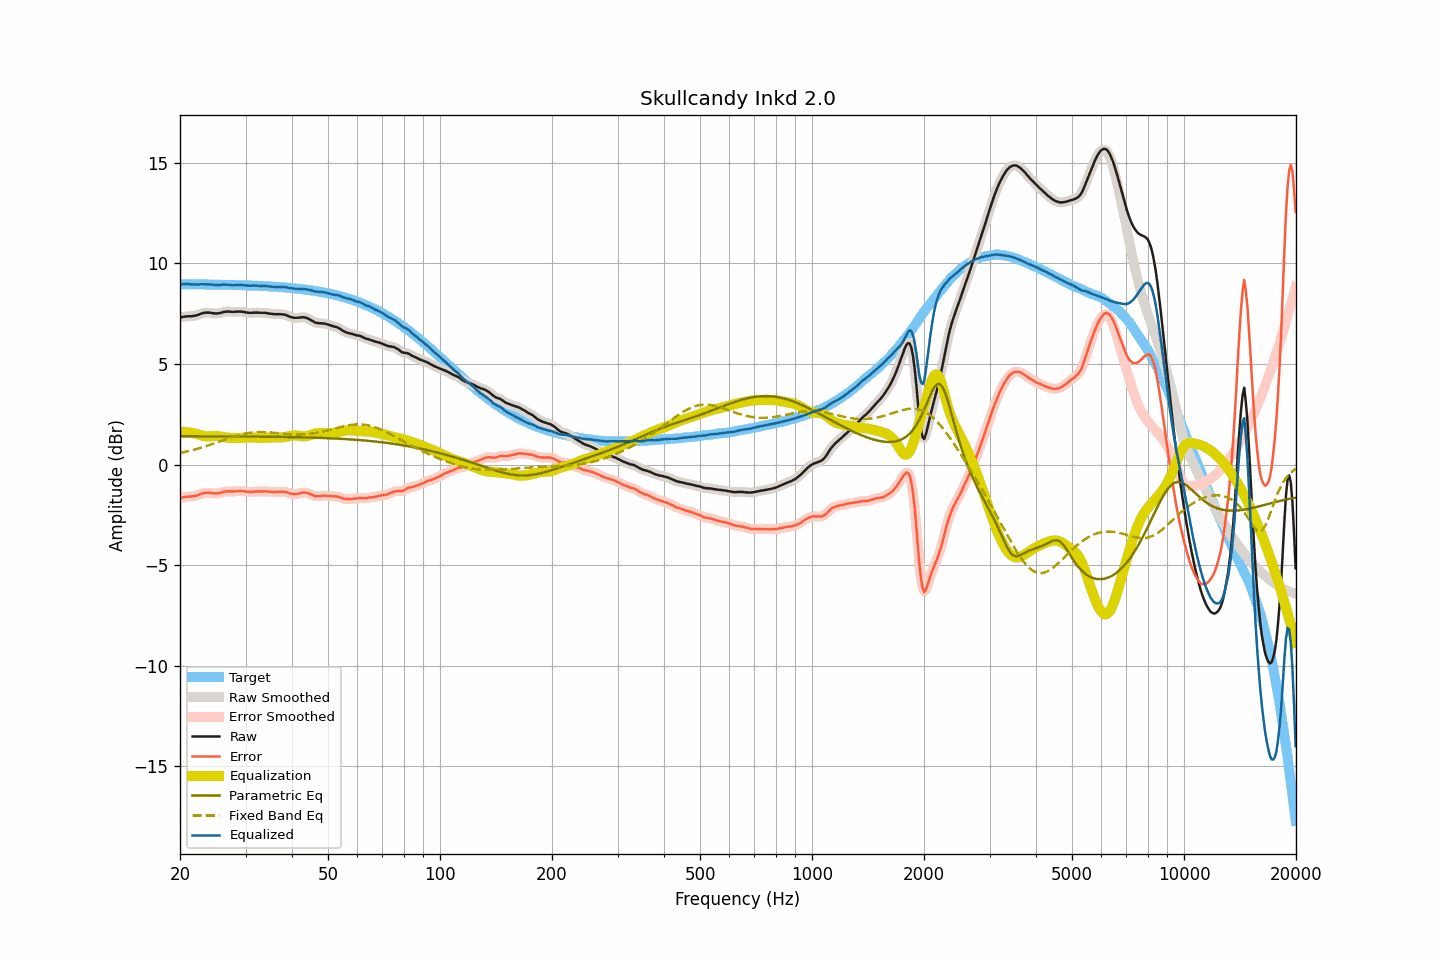 Skullcandy Inkd 2.0
Amplitude (dBr)
15
10
5
0
−5
−10
−15
Target
Raw Smoothed
Error Smoothed
Raw
Error
Equalization
Parametric Eq
Fixed Band Eq
Equalized
20 50 100 200 500 1000 2000 5000 10000 20000
Frequency (Hz)